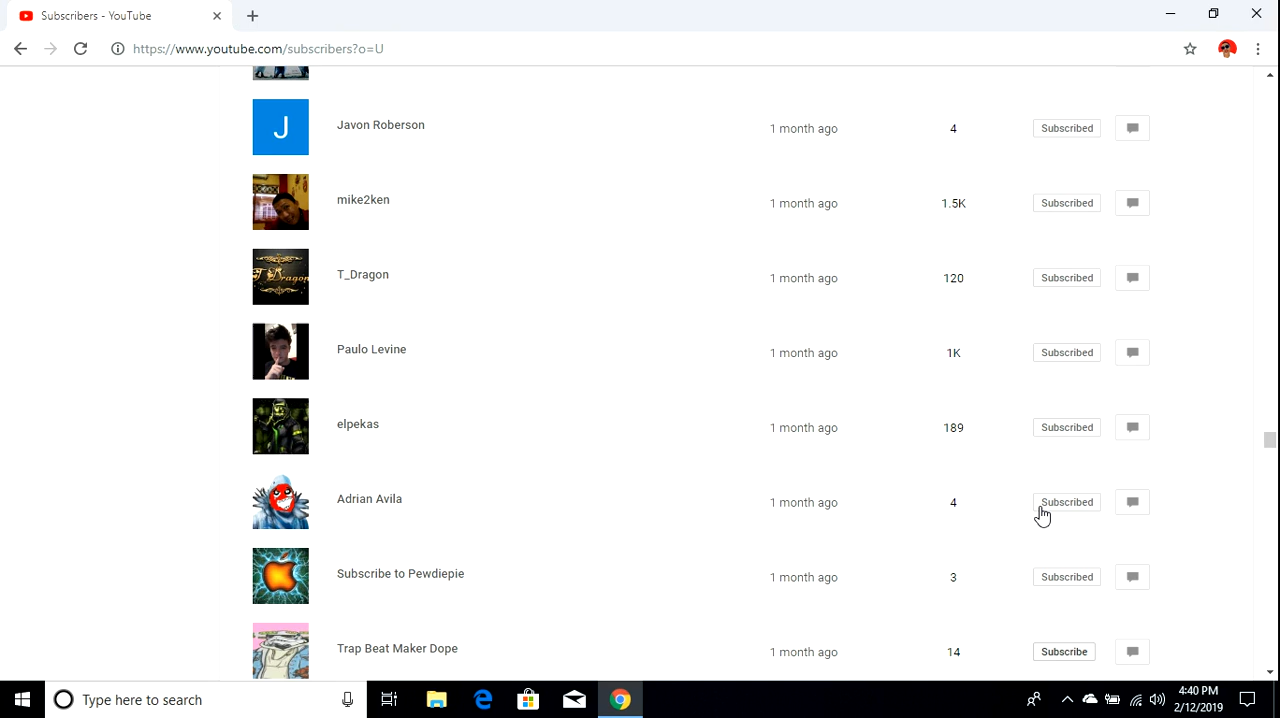 Subscribers - YouTube
https://www.youtube.com/subscribers?o=U
J
Javon Roberson 1 month ago 4 Subscribed
mike2ken 1 month ago 1.5K Subscribed
T_Dragon 1 month ago 120 Subscribed
T Dragon
Paulo Levine 1 month ago 1K Subscribed
elpekas 1 month ago 189 Subscribed
Adrian Avila 1 month ago 4 Subscribed
Subscribe to Pewdiepie 1 month ago 3 Subscribed
Trap Beat Maker Dope 1 month ago 14 Subscribe
Type here to search
4:40 PM
2/12/2019